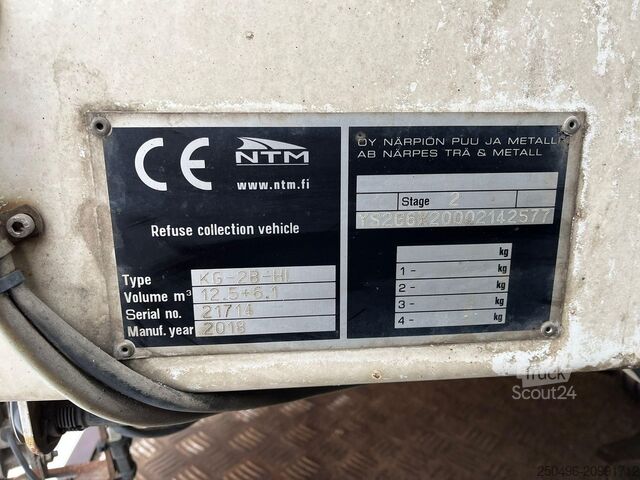 CE NTM
www.ntm.fi
Refuse collection vehicle
Type KG-2B-HL
Volume m³ 12.5+6.1
Serial no. 21714
Manuf. year 2018
OY NÄRPIÖN PUU JA METALLI
AB NÄRPES TRÄ & METALL
Stage 2
YS2G6X20002142577
kg
1 - kg
2 - kg
3 - kg
4 - kg
Truck
Scout24